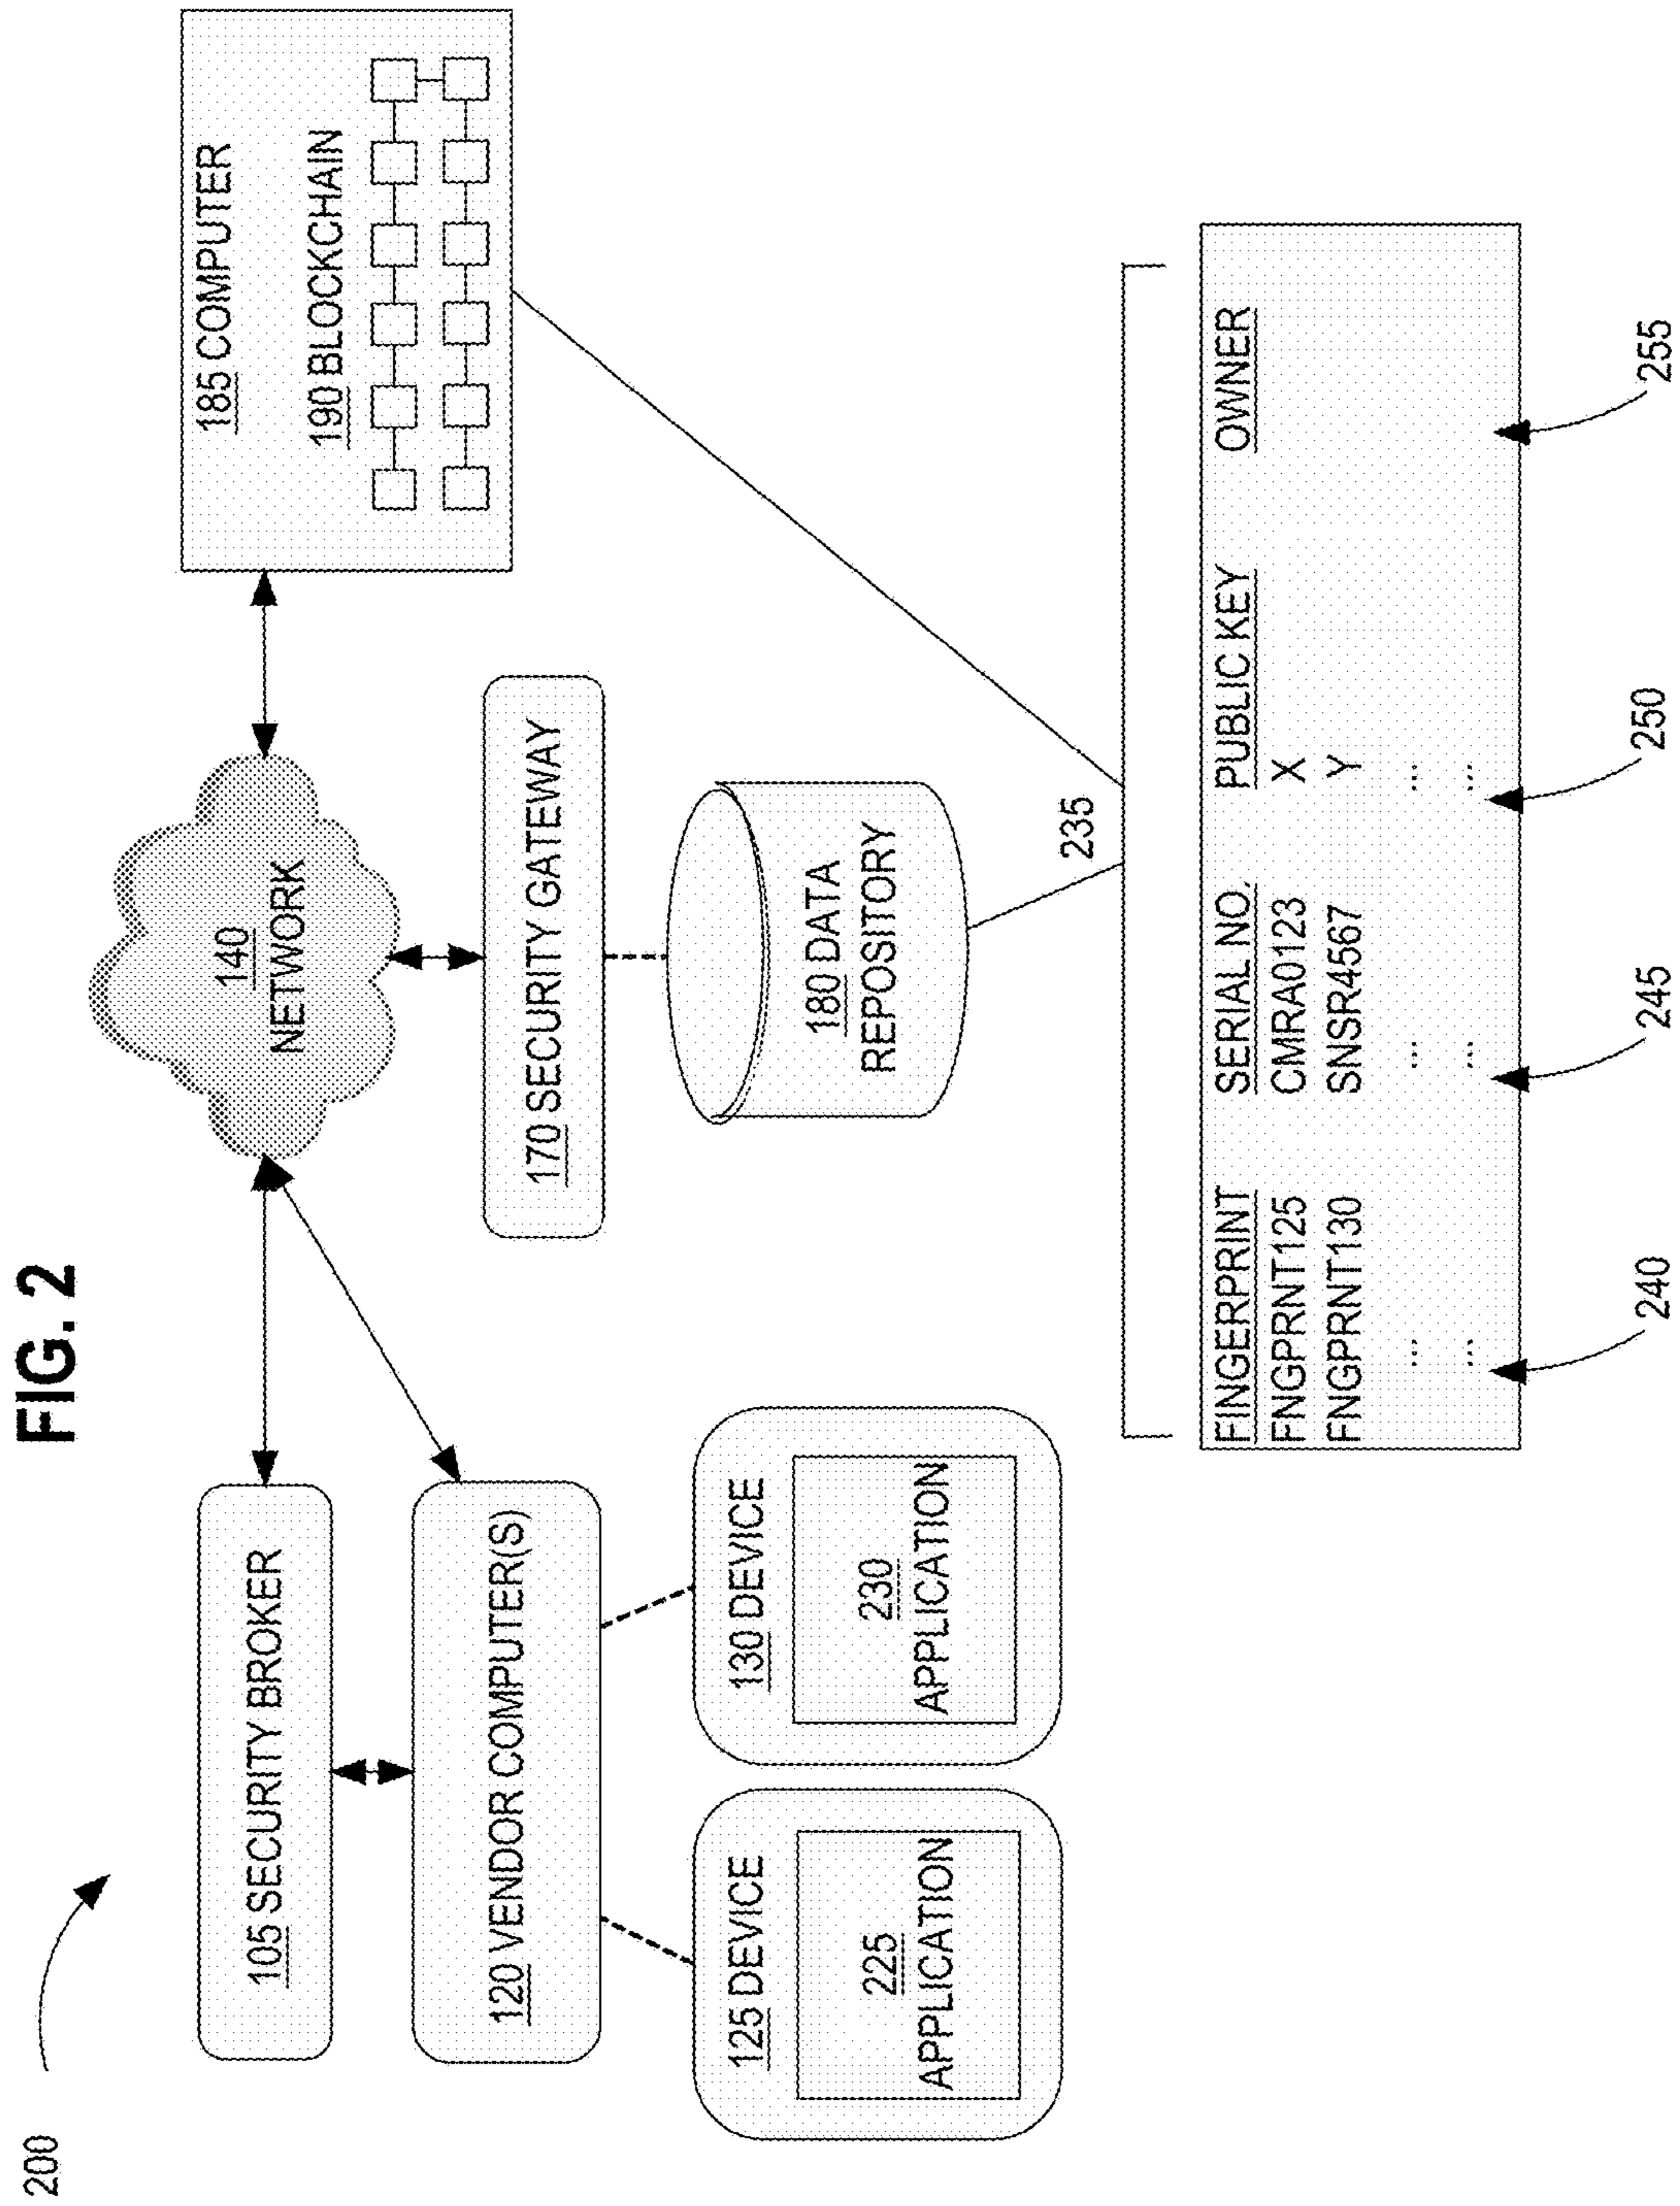 FIG. 2
200
105 SECURITY BROKER
120 VENDOR COMPUTER(S)
125 DEVICE
225
APPLICATION
130 DEVICE
230
APPLICATION
140
NETWORK
170 SECURITY GATEWAY
180 DATA
REPOSITORY
185 COMPUTER
190 BLOCKCHAIN
235
FINGERPRINT SERIAL NO. PUBLIC KEY OWNER
FNGPRNT125 CMRA0123 X
FNGPRNT130 SNSR4567 Y
... ... ...
... ... ...
240 245 250 255